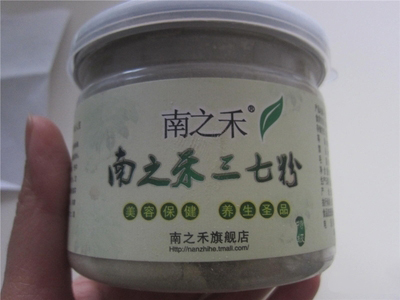 南之禾®
南之禾三七粉
美容保健 养生圣品
南之禾旗舰店
http://nanzhihe.tmall.com/